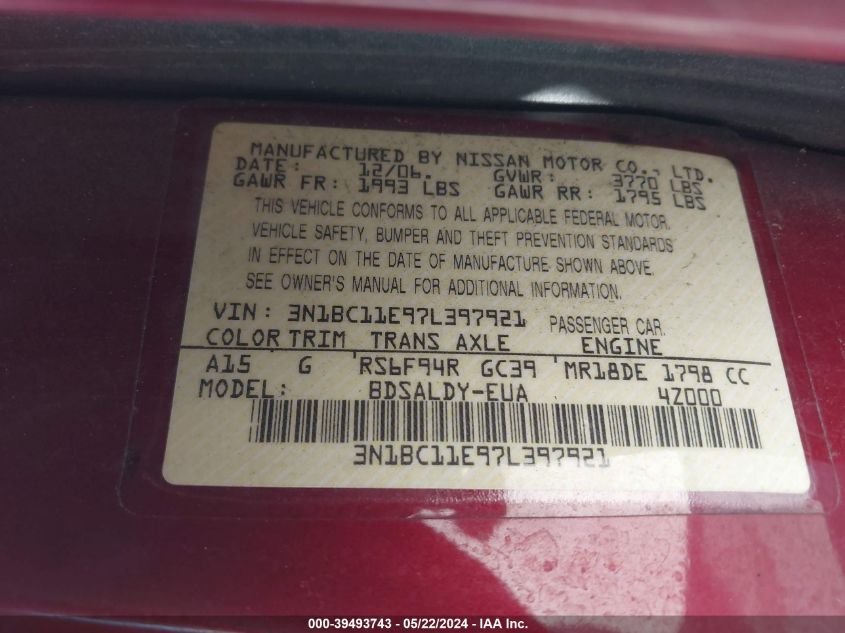 MANUFACTURED BY NISSAN MOTOR CO., LTD.
DATE: 12/06. GVWR: 3770 LBS
GAWR FR: 1993 LBS GAWR RR: 1795 LBS
THIS VEHICLE CONFORMS TO ALL APPLICABLE FEDERAL MOTOR
VEHICLE SAFETY, BUMPER AND THEFT PREVENTION STANDARDS
IN EFFECT ON THE DATE OF MANUFACTURE SHOWN ABOVE.
SEE OWNER'S MANUAL FOR ADDITIONAL INFORMATION.
VIN: 3N1BC11E97L397921 PASSENGER CAR.
COLOR TRIM TRANS AXLE ENGINE
A15 G RS6F94R GC39 MR18DE 1798 CC
MODEL: BDSALDY-EUA 4Z000
3N1BC11E97L397921
000-39493743 - 05/22/2024 - IAA Inc.